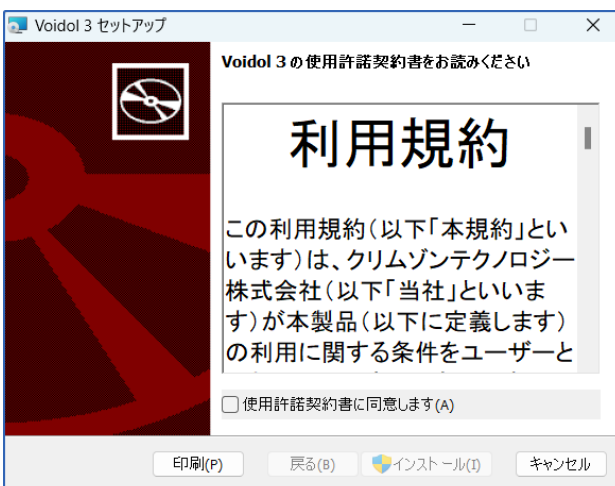 Voidol 3 セットアップ
Voidol 3 の使用許諾契約書をお読みください
利用規約
この利用規約（以下「本規約」とい
います）は、クリムゾンテクノロジー
株式会社（以下「当社」といいま
す）が本製品（以下に定義します）
の利用に関する条件をユーザーと
使用許諾契約書に同意します(A)
印刷(P)
戻る(B)
インストール(I)
キャンセル